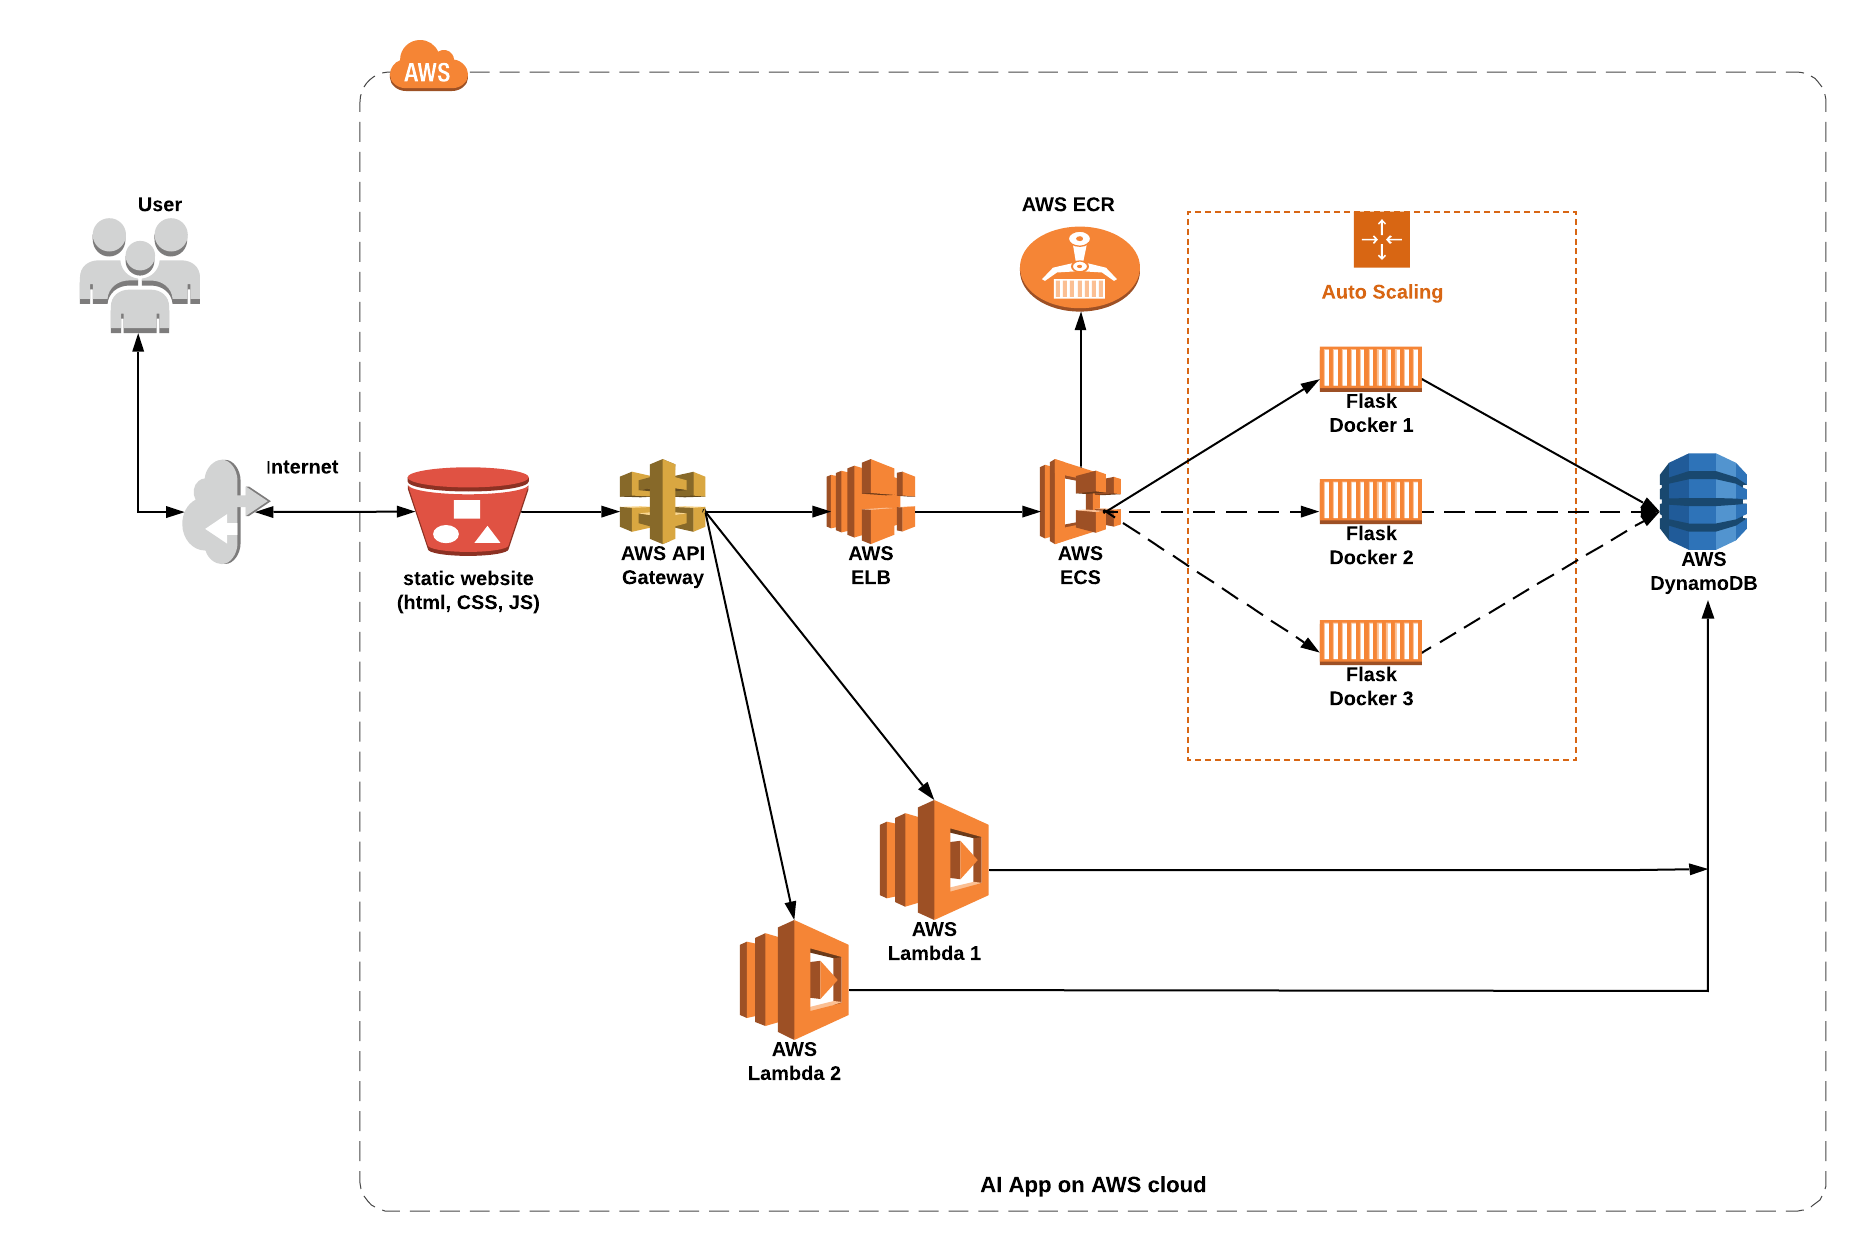 AWS
User
AWS ECR
Auto Scaling
Flask
Docker 1
Internet
static website
(html, CSS, JS)
AWS API
Gateway
AWS
ELB
AWS
ECS
Flask
Docker 2
AWS
DynamoDB
Flask
Docker 3
AWS
Lambda 1
AWS
Lambda 2
AI App on AWS cloud